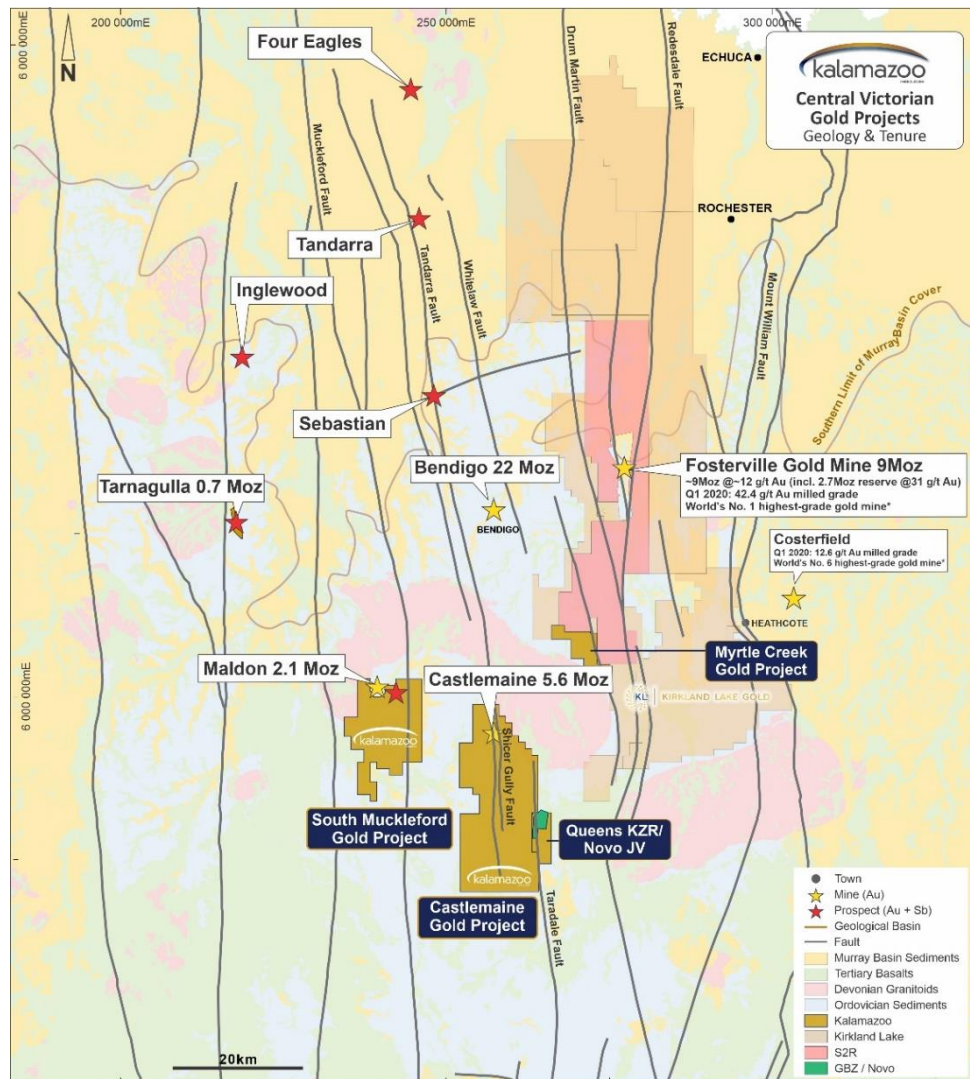 200 000mE
250 000mE
300 000mE
6 000 000mE
N
Four Eagles
Drum Martin Fault
Redesdale Fault
ECHUCA
kalamazoo
Central Victorian
Gold Projects
Geology & Tenure
Muckleford Fault
ROCHESTER
Tandarra
Tandarra Fault
Whitelaw Fault
Inglewood
Mount William Fault
Southern Limit of Murray Basin Cover
Sebastian
Bendigo 22 Moz
BENDIGO
Fosterville Gold Mine 9Moz
~9Moz @~12 g/t Au (incl. 2.7Moz reserve @31 g/t Au)
Q1 2020: 42.4 g/t Au milled grade
World's No. 1 highest-grade gold mine*
Tarnagulla 0.7 Moz
Costerfield
Q1 2020: 12.6 g/t Au milled grade
World's No. 6 highest-grade gold mine*
HEATHCOTE
6 000 000mE
Maldon 2.1 Moz
Castlemaine 5.6 Moz
Myrtle Creek
Gold Project
KL
KIRKLAND LAKE GOLD
kalamazoo
Shicer Gully Fault
South Muckleford
Gold Project
Queens KZR/
Novo JV
kalamazoo
Castlemaine
Gold Project
Taradale Fault
Town
Mine (Au)
Prospect (Au + Sb)
Geological Basin
Fault
Murray Basin Sediments
Tertiary Basalts
Devonian Granitoids
Ordovician Sediments
Kalamazoo
Kirkland Lake
S2R
GBZ / Novo
20km